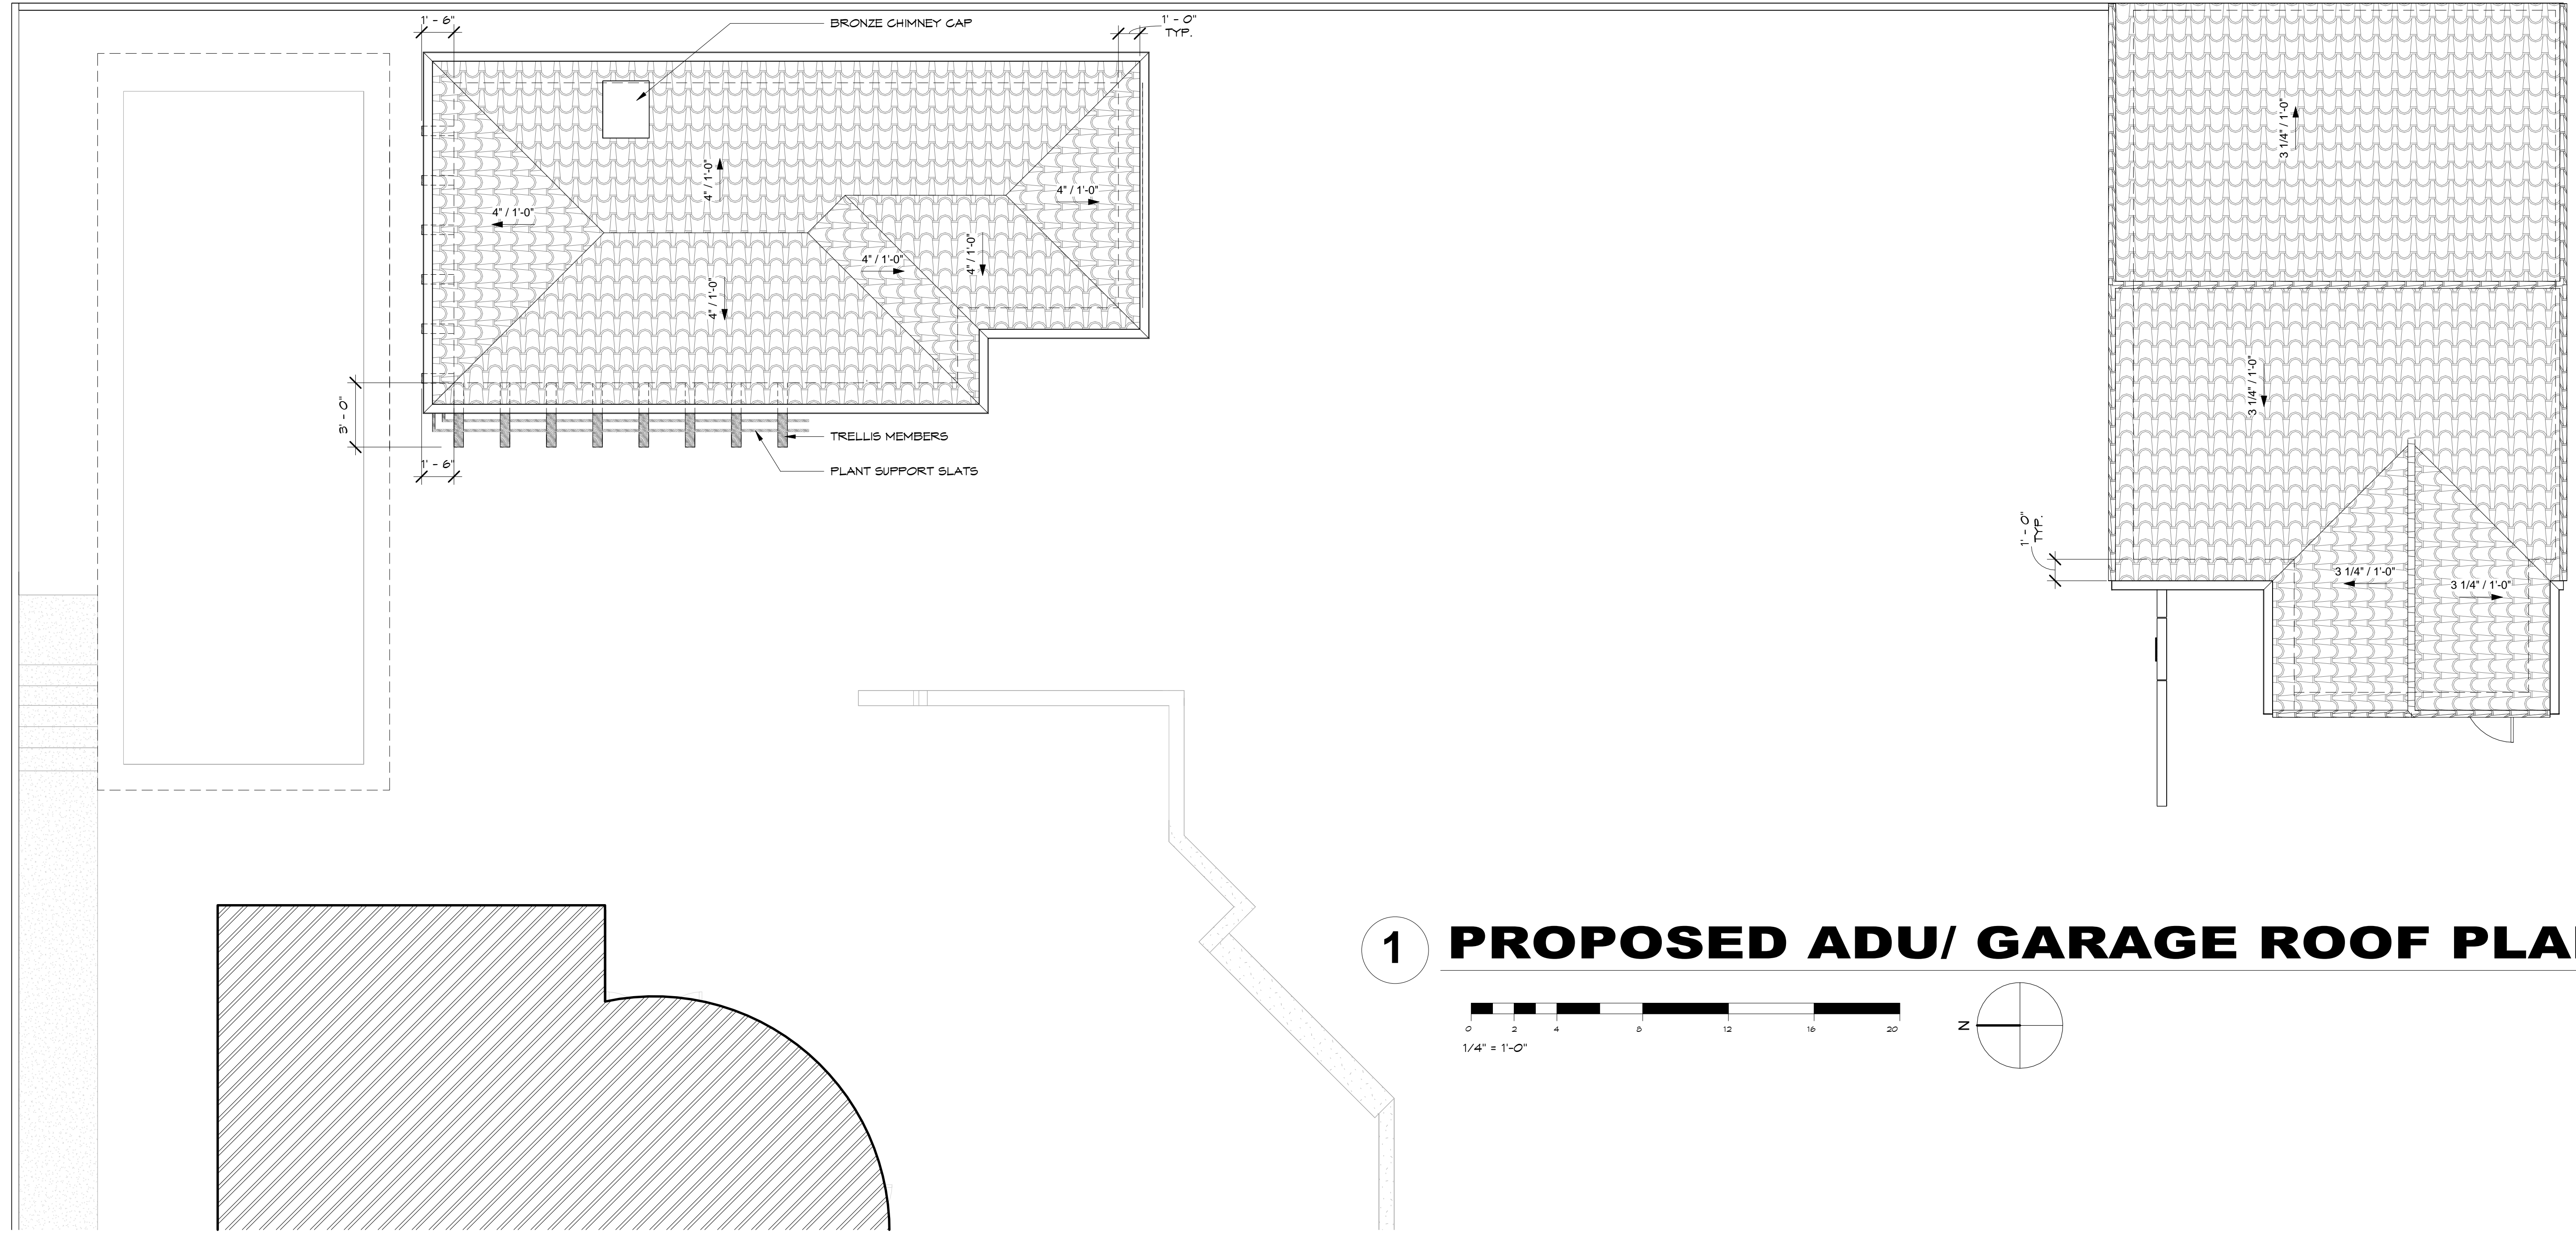 1' - 6"
BRONZE CHIMNEY CAP
1' - 0"
TYP.
4" / 1'-0"
4" / 1'-0"
4" / 1'-0"
4" / 1'-0"
4" / 1'-0"
4" / 1'-0"
3' - 0"
TRELLIS MEMBERS
1' - 6"
PLANT SUPPORT SLATS
3 1/4" / 1'-0"
3 1/4" / 1'-0"
1' - 0"
TYP.
3 1/4" / 1'-0"
3 1/4" / 1'-0"
1 PROPOSED ADU/ GARAGE ROOF PLA
0 2 4 8 12 16 20
1/4" = 1'-0"
N